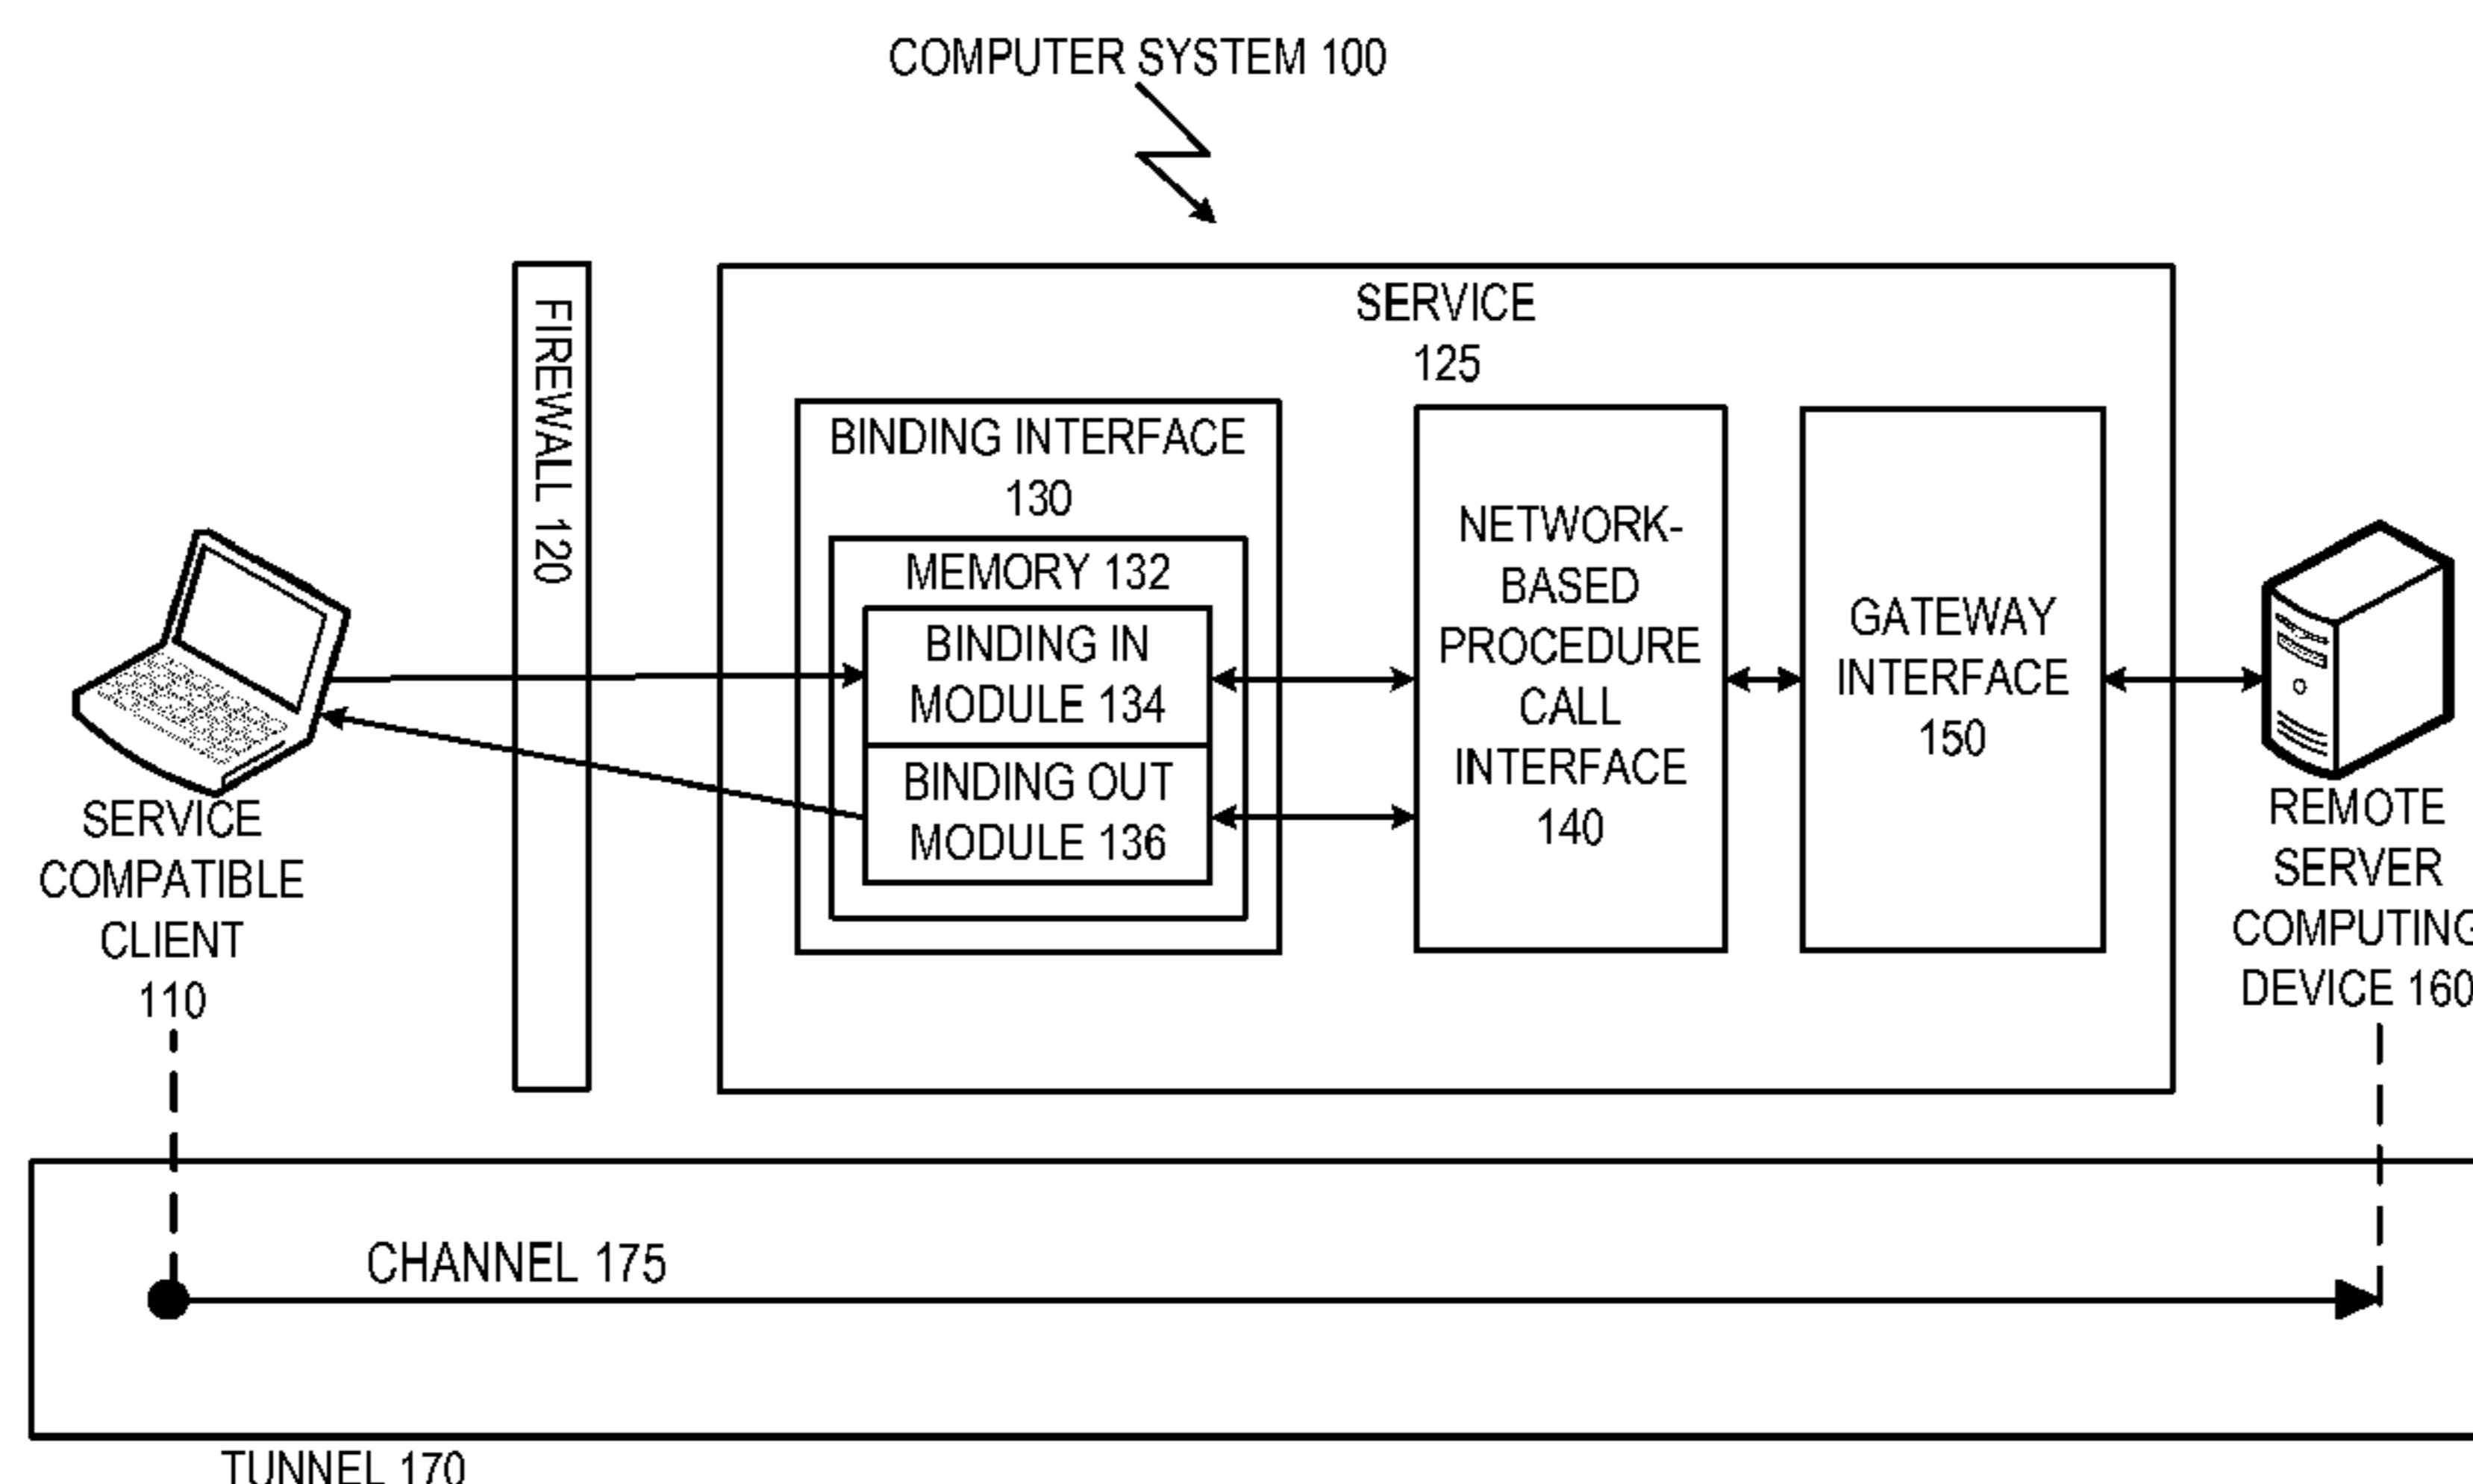 COMPUTER SYSTEM 100
FIREWALL 120
SERVICE
125
BINDING INTERFACE
130
MEMORY 132
BINDING IN
MODULE 134
BINDING OUT
MODULE 136
NETWORK-
BASED
PROCEDURE
CALL
INTERFACE
140
GATEWAY
INTERFACE
150
SERVICE
COMPATIBLE
CLIENT
110
REMOTE
SERVER
COMPUTING
DEVICE 160
CHANNEL 175
TUNNEL 170